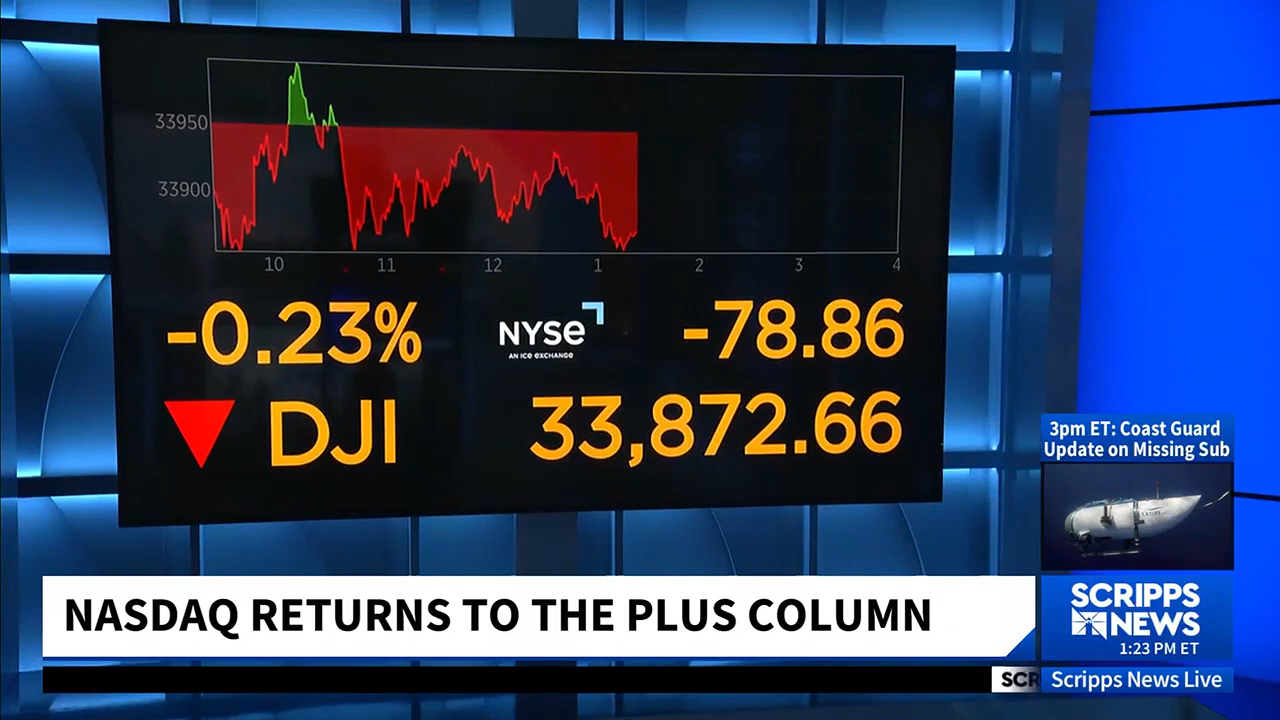 33950
33900
10 11 12 1 2 3 4
-0.23% NYSE -78.86
AN ICE EXCHANGE
DJI 33,872.66
3pm ET: Coast Guard
Update on Missing Sub
NASDAQ RETURNS TO THE PLUS COLUMN
SCRIPPS
NEWS
1:23 PM ET
SCR Scripps News Live